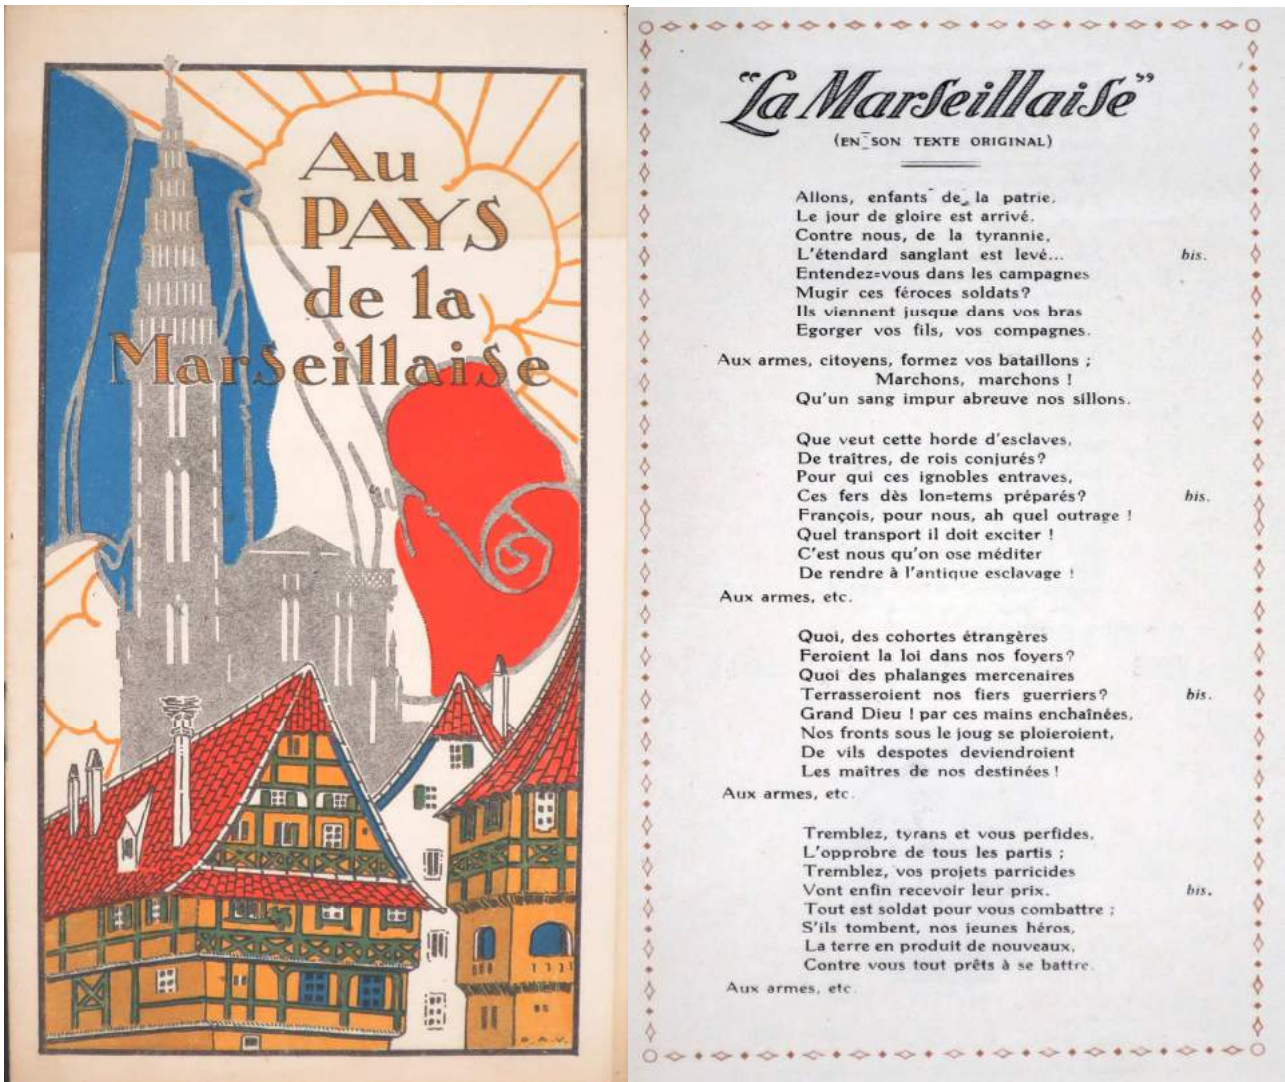 Au
PAYS
de la
Marseillaise
D.A.V.
"La Marseillaise"
(EN SON TEXTE ORIGINAL)
Allons, enfants de la patrie,
Le jour de gloire est arrivé.
Contre nous, de la tyrannie,
L'étendard sanglant est levé... bis.
Entendez=vous dans les campagnes
Mugir ces féroces soldats?
Ils viennent jusque dans vos bras
Egorger vos fils, vos compagnes.
Aux armes, citoyens, formez vos bataillons ;
Marchons, marchons !
Qu'un sang impur abreuve nos sillons.
Que veut cette horde d'esclaves,
De traîtres, de rois conjurés?
Pour qui ces ignobles entraves,
Ces fers dès lon=tems préparés? bis.
François, pour nous, ah quel outrage !
Quel transport il doit exciter !
C'est nous qu'on ose méditer
De rendre à l'antique esclavage !
Aux armes, etc.
Quoi, des cohortes étrangères
Feroient la loi dans nos foyers?
Quoi des phalanges mercenaires
Terrasseroient nos fiers guerriers? bis.
Grand Dieu ! par ces mains enchaînées,
Nos fronts sous le joug se ploieroient,
De vils despotes deviendroient
Les maîtres de nos destinées !
Aux armes, etc.
Tremblez, tyrans et vous perfides,
L'opprobre de tous les partis ;
Tremblez, vos projets parricides
Vont enfin recevoir leur prix. bis.
Tout est soldat pour vous combattre ;
S'ils tombent, nos jeunes héros,
La terre en produit de nouveaux,
Contre vous tout prêts à se battre.
Aux armes, etc.